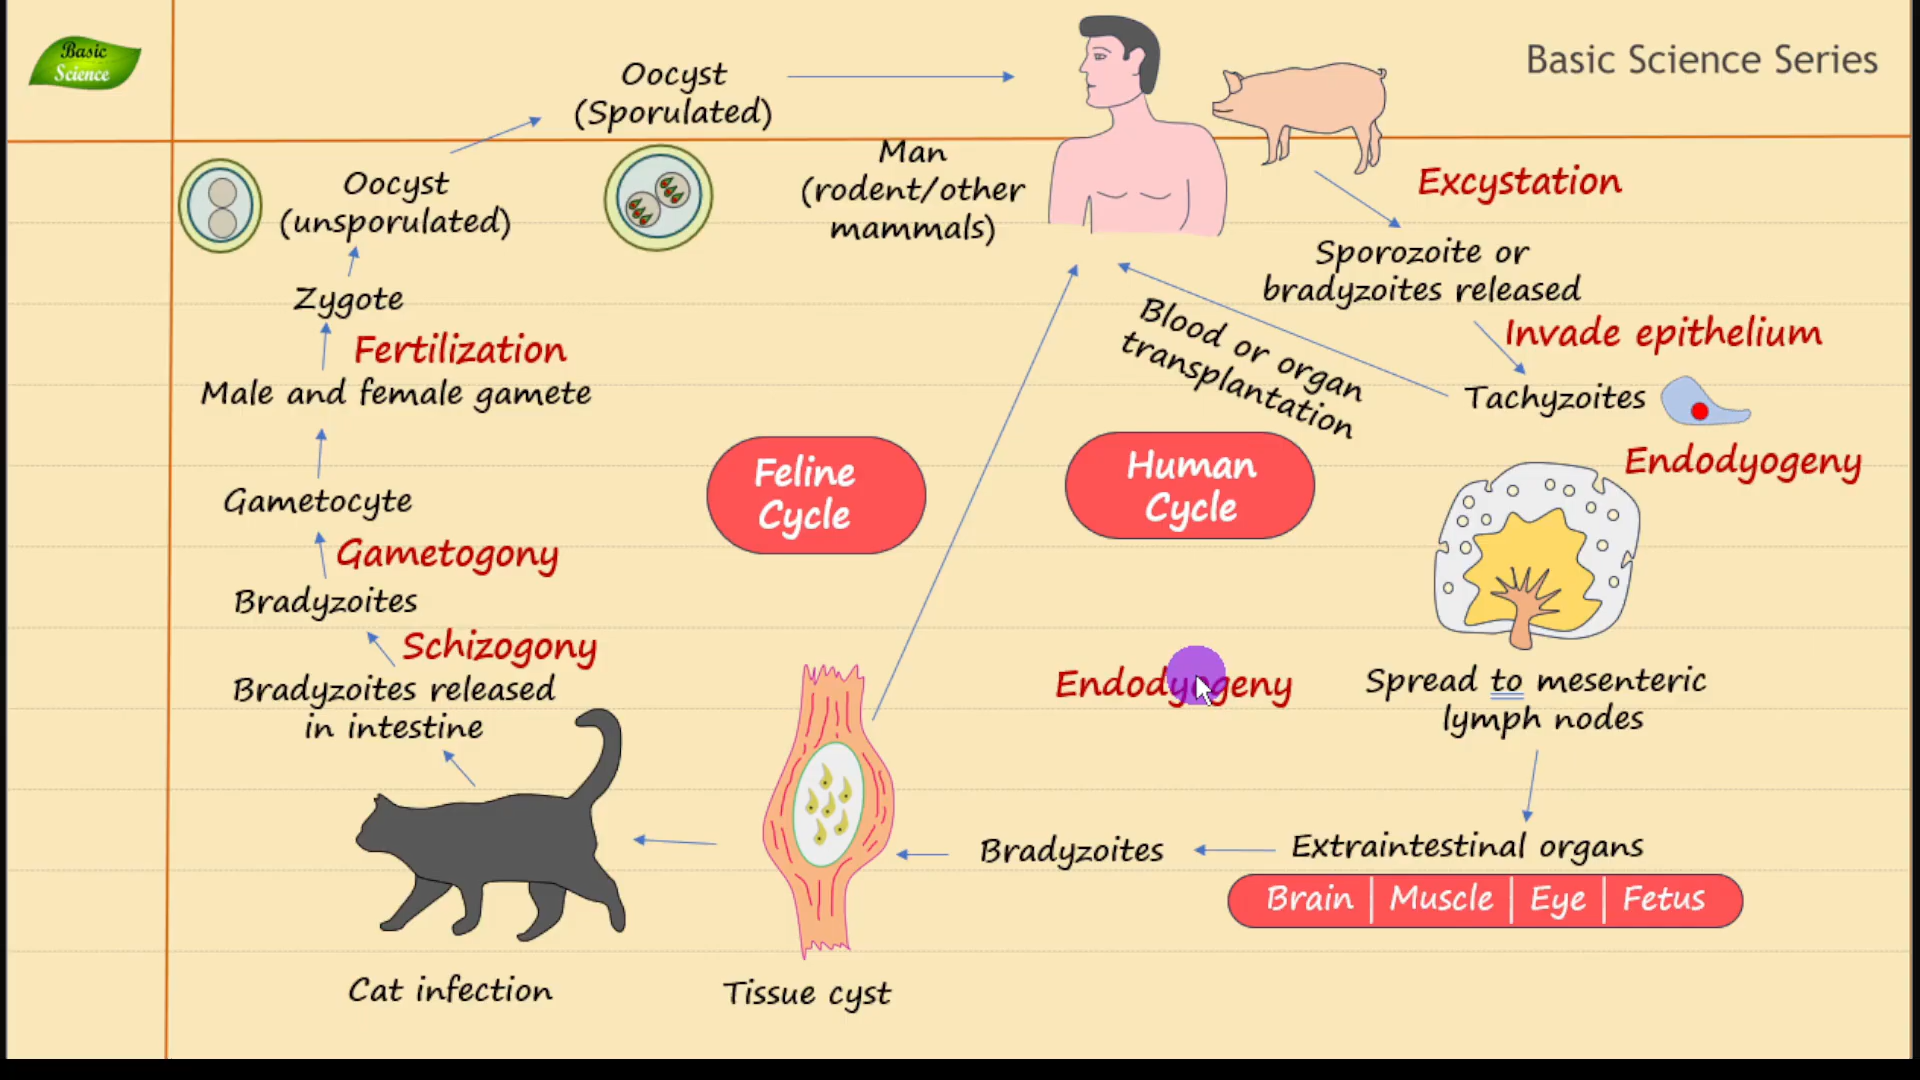 Basic
Science
Basic Science Series
Oocyst
(Sporulated)
Man
(rodent/other
mammals)
Oocyst
(unsporulated)
Zygote
Fertilization
Male and female gamete
Gametocyte
Gametogony
Bradyzoites
Schizogony
Bradyzoites released
in intestine
Cat infection
Feline
Cycle
Human
Cycle
Excystation
Sporozoite or
bradyzoites released
Invade epithelium
Blood or organ
transplantation
Tachyzoites
Endodyogeny
Spread to mesenteric
lymph nodes
Endodyogeny
Extraintestinal organs
Brain | Muscle | Eye | Fetus
Bradyzoites
Tissue cyst